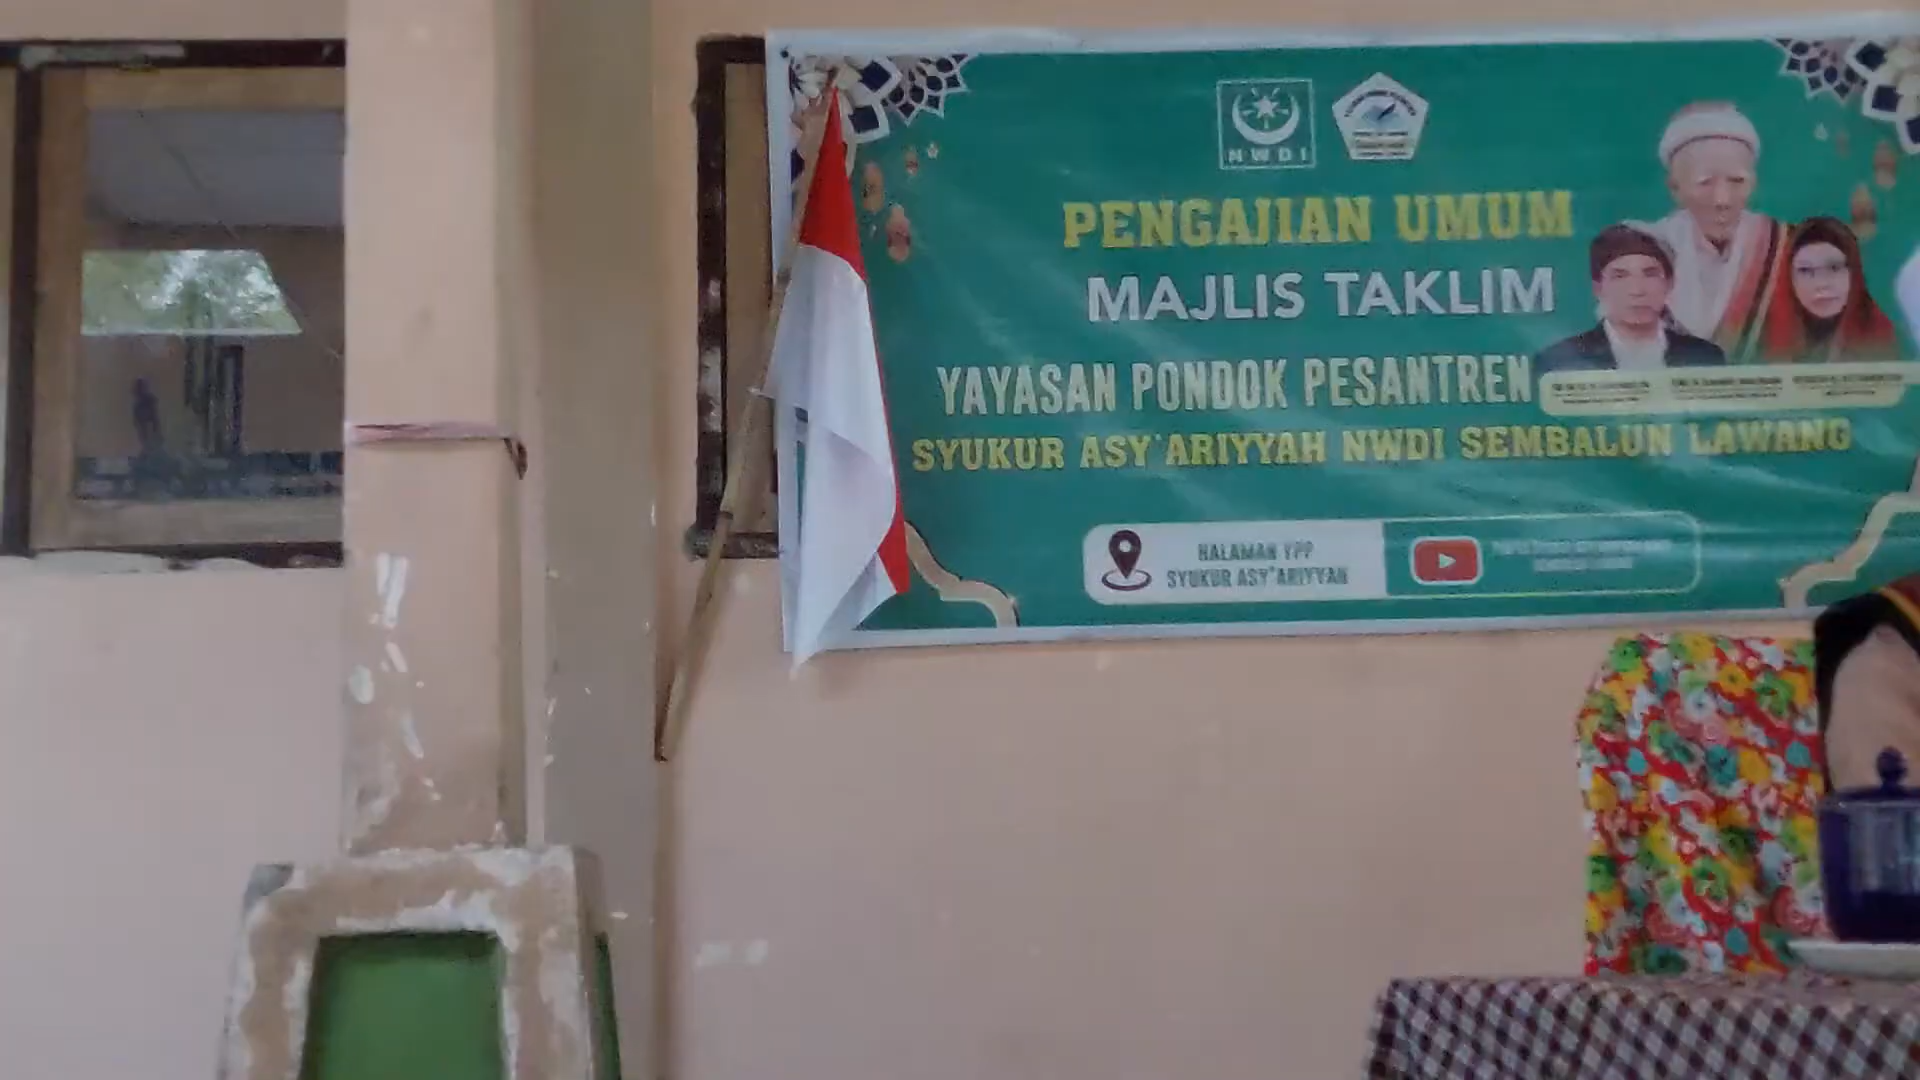 NWDI
PENGAJIAN UMUM
MAJLIS TAKLIM
YAYASAN PONDOK PESANTREN
SYUKUR ASY'ARIYYAH NWDI SEMBALUN LAWANG
HALAMAN YPP
SYUKUR ASY'ARIYYAH